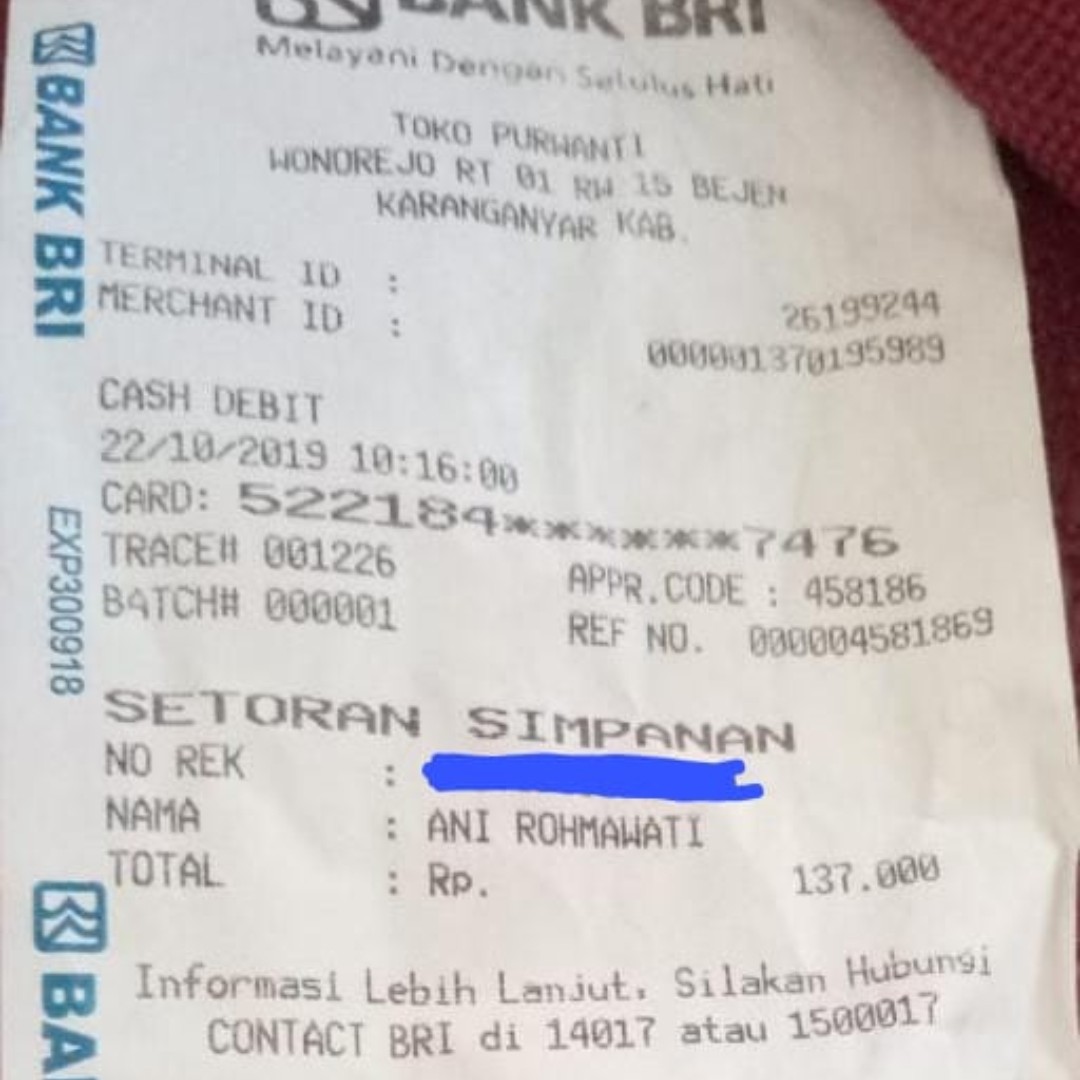 BANK BRI
Melayani Dengan Setulus Hati
TOKO PURWANTI
WONOREJO RT 01 RW 15 BEJEN
KARANGANYAR KAB.
TERMINAL ID : 26199244
MERCHANT ID : 000001370195989
CASH DEBIT
22/10/2019 10:16:00
CARD: 522184******7476
TRACE# 001226 APPR.CODE : 458186
BATCH# 000001 REF NO. 000004581869
SETORAN SIMPANAN
NO REK :
NAMA : ANI ROHMAWATI
TOTAL : Rp. 137.000
Informasi Lebih Lanjut, Silakan Hubungi
CONTACT BRI di 14017 atau 1500017
BANK BRI
EXP300918
BA